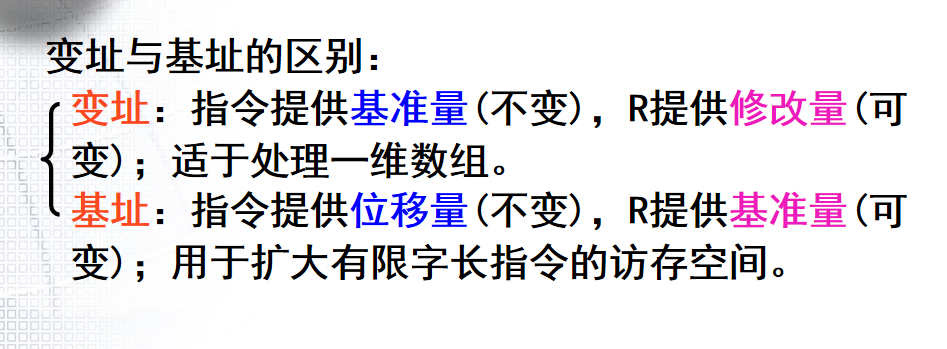 变址与基址的区别：
变址：指令提供基准量(不变)，R提供修改量(可
变)；适于处理一维数组。
基址：指令提供位移量(不变)，R提供基准量(可
变)；用于扩大有限字长指令的访存空间。